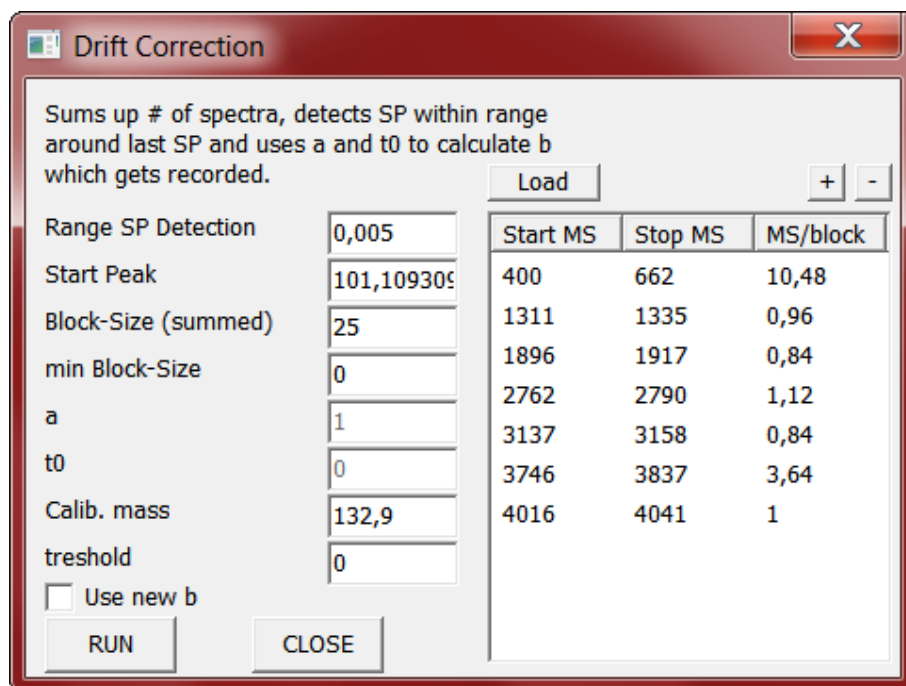 Drift Correction
Sums up # of spectra, detects SP within range
around last SP and uses a and t0 to calculate b
which gets recorded.
Load
+ -
Range SP Detection 0,005
Start Peak 101,109309
Block-Size (summed) 25
min Block-Size 0
a 1
t0 0
Calib. mass 132,9
treshold 0
Use new b
RUN CLOSE
Start MS Stop MS MS/block
400 662 10,48
1311 1335 0,96
1896 1917 0,84
2762 2790 1,12
3137 3158 0,84
3746 3837 3,64
4016 4041 1